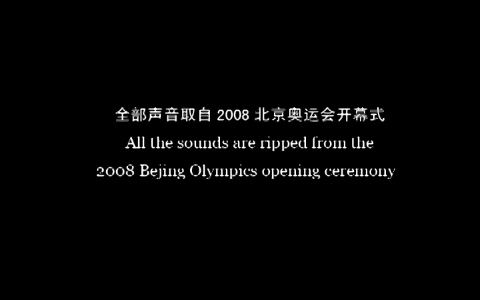 全部声音取自 2008 北京奥运会开幕式
All the sounds are ripped from the
2008 Bejing Olympics opening ceremony